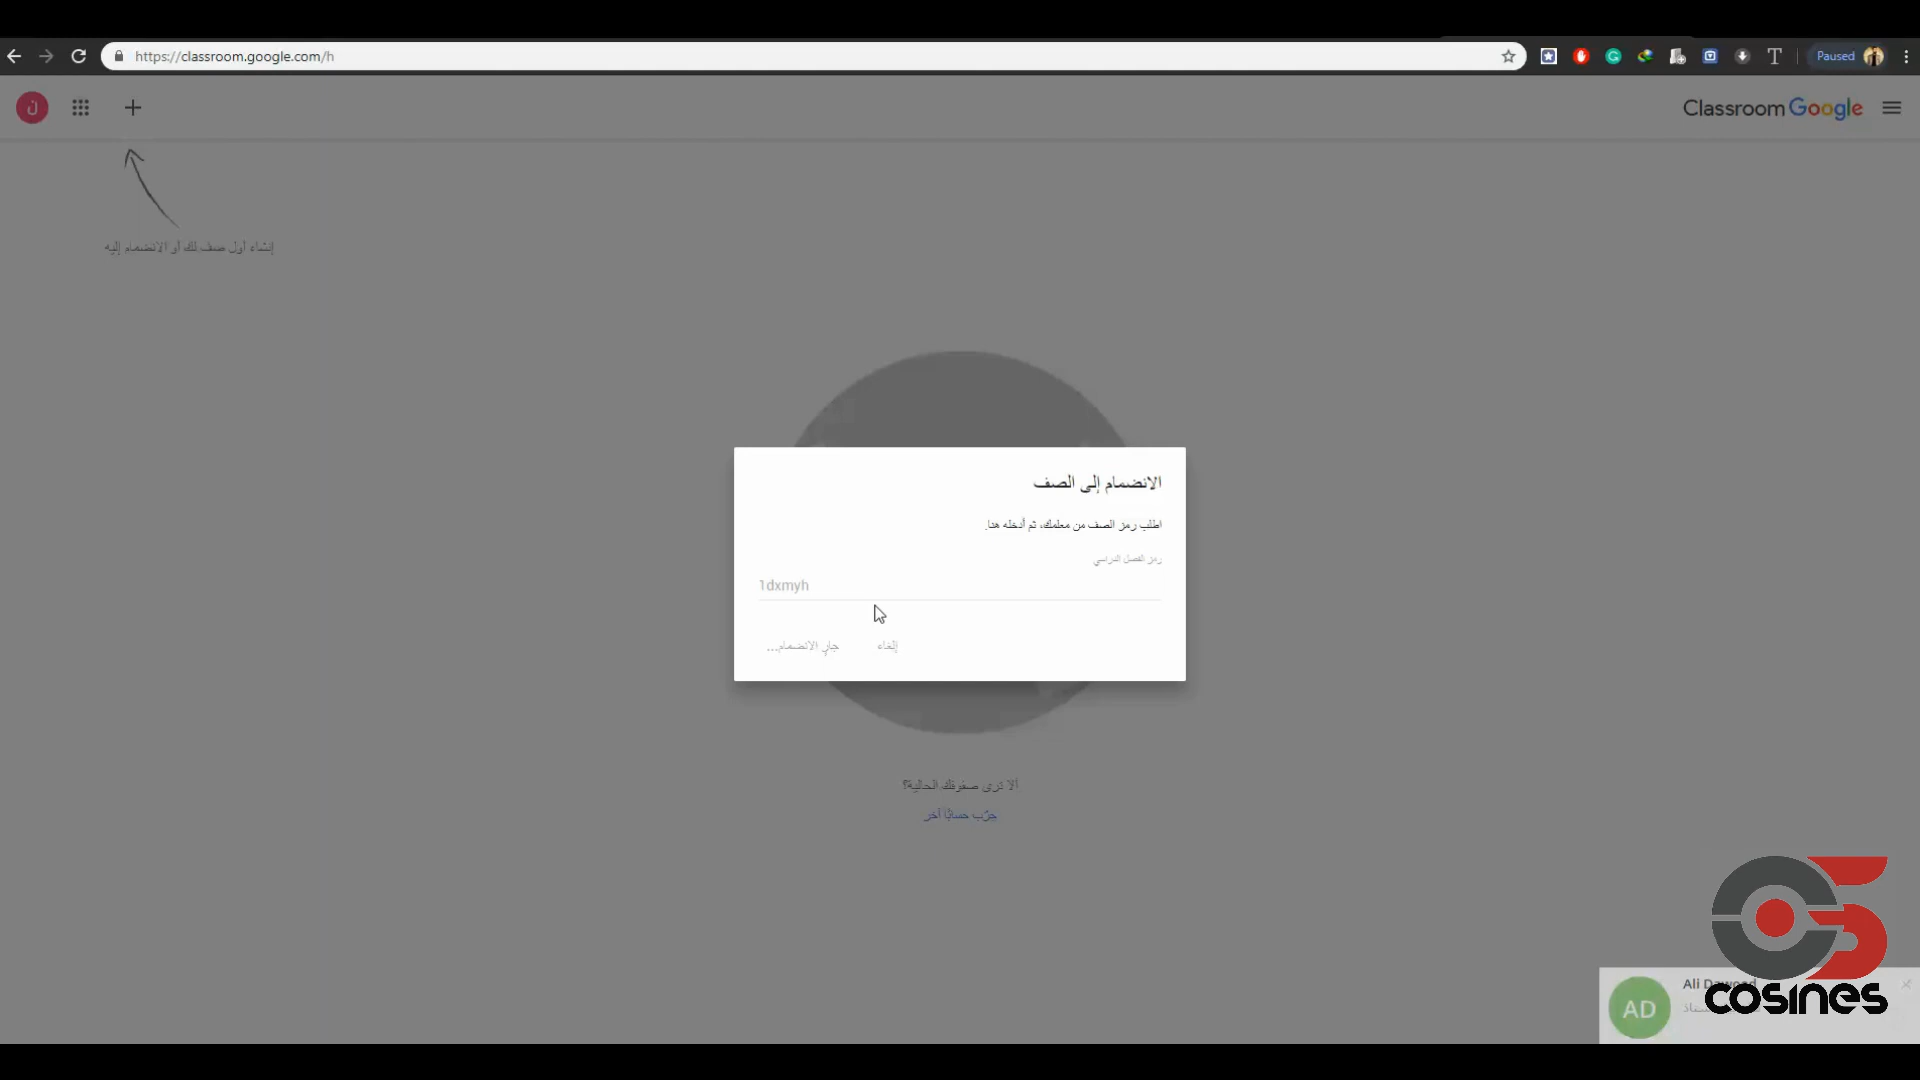 https://classroom.google.com/h
Paused
ن
Classroom Google
إنشاء أول صف لك أو الانضمام إليه
الانضمام إلى الصف
اطلب رمز الصف من معلمك، ثم أدخله هنا.
رمز الفصل الدراسي
1dxmyh
إلغاء
جارٍ الانضمام...
ألا ترى صفوفك الحالية؟
جرّب حسابًا آخر
AD
Ali Dawood
cosines